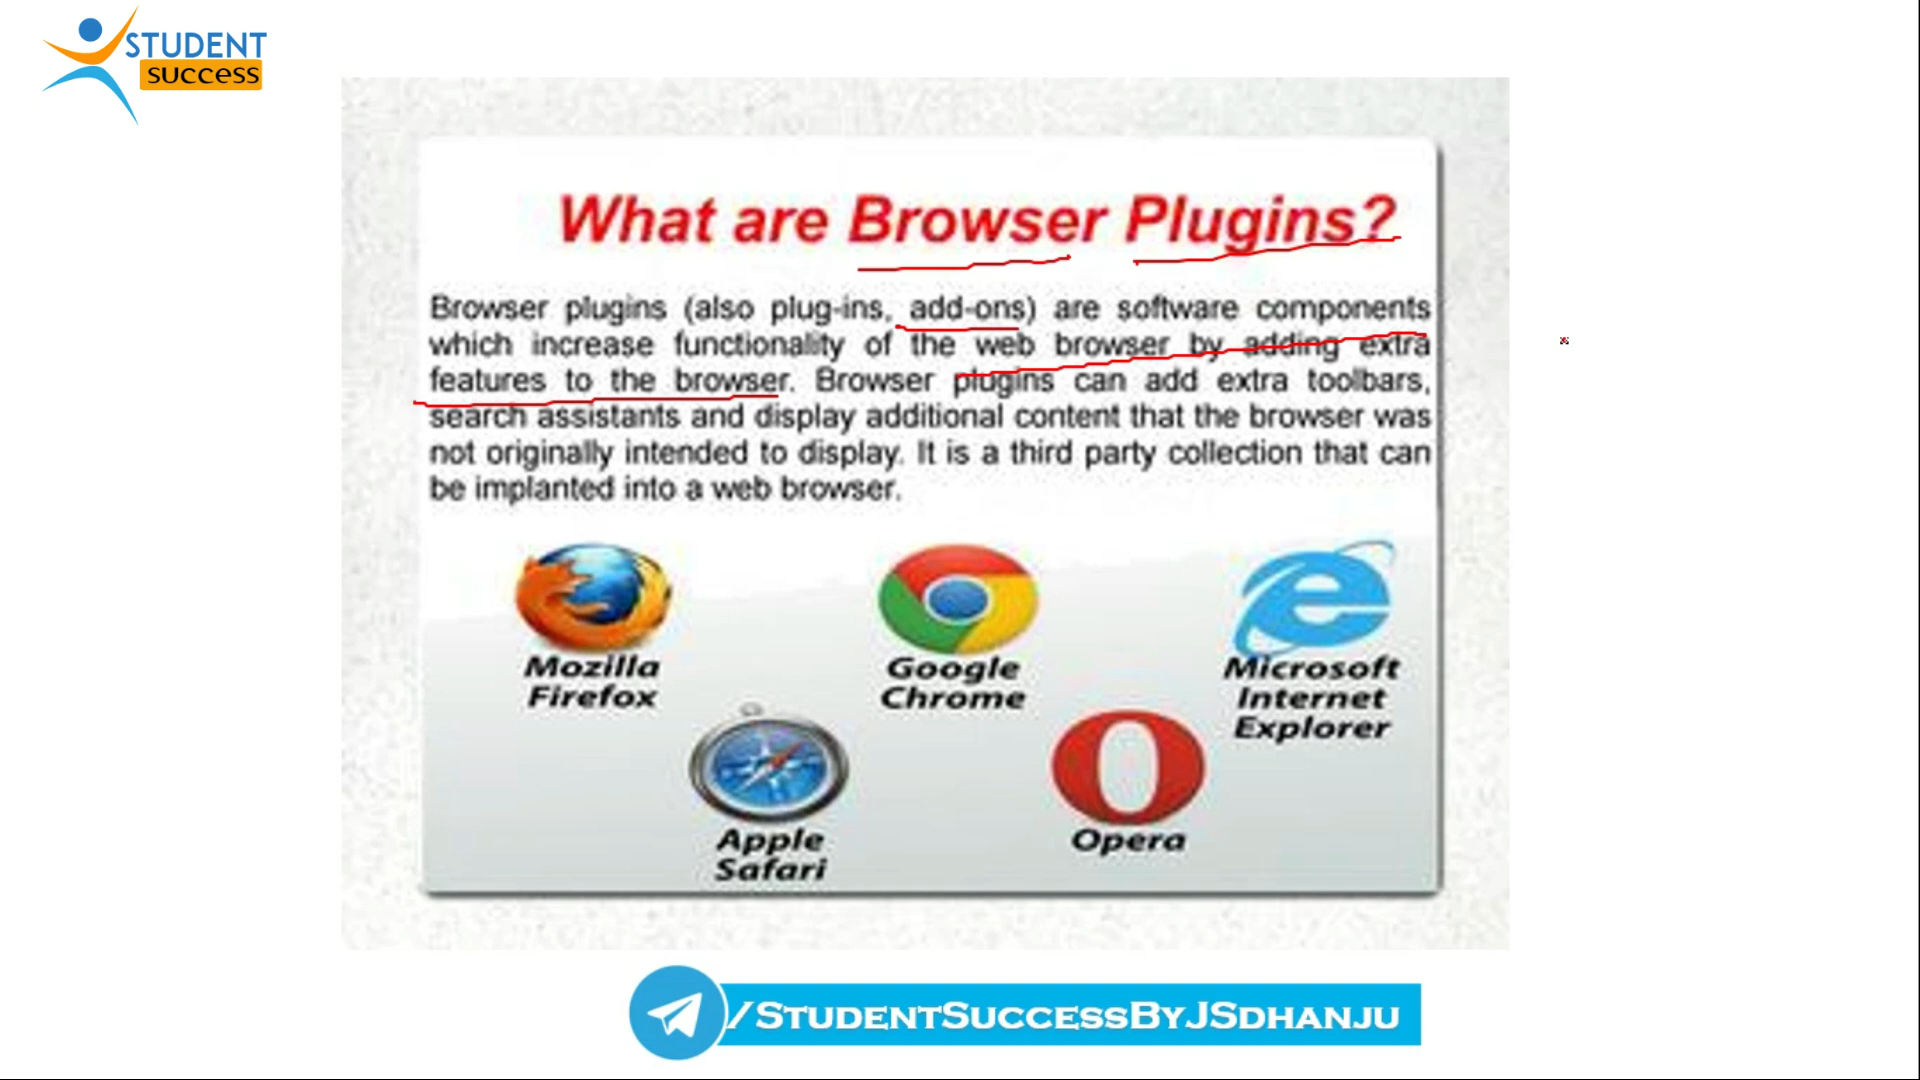 STUDENT
success
What are Browser Plugins?
Browser plugins (also plug-ins, add-ons) are software components
which increase functionality of the web browser by adding extra
features to the browser. Browser plugins can add extra toolbars,
search assistants and display additional content that the browser was
not originally intended to display. It is a third party collection that can
be implanted into a web browser.
Mozilla
Firefox
Google
Chrome
Microsoft
Internet
Explorer
Apple
Safari
Opera
/StudentSuccessByJSdhanju